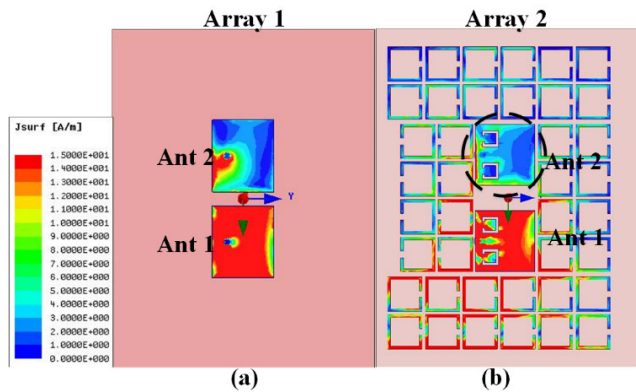 Array 1
Array 2
Jsurf [A/m]
1.5000E+001
1.4000E+001
1.3000E+001
1.2000E+001
1.1000E+001
1.0000E+001
9.0000E+000
8.0000E+000
7.0000E+000
6.0000E+000
5.0000E+000
4.0000E+000
3.0000E+000
2.0000E+000
1.0000E+000
0.0000E+000
Ant 2
Y
Ant 1
Ant 2
Ant 1
(a)
(b)